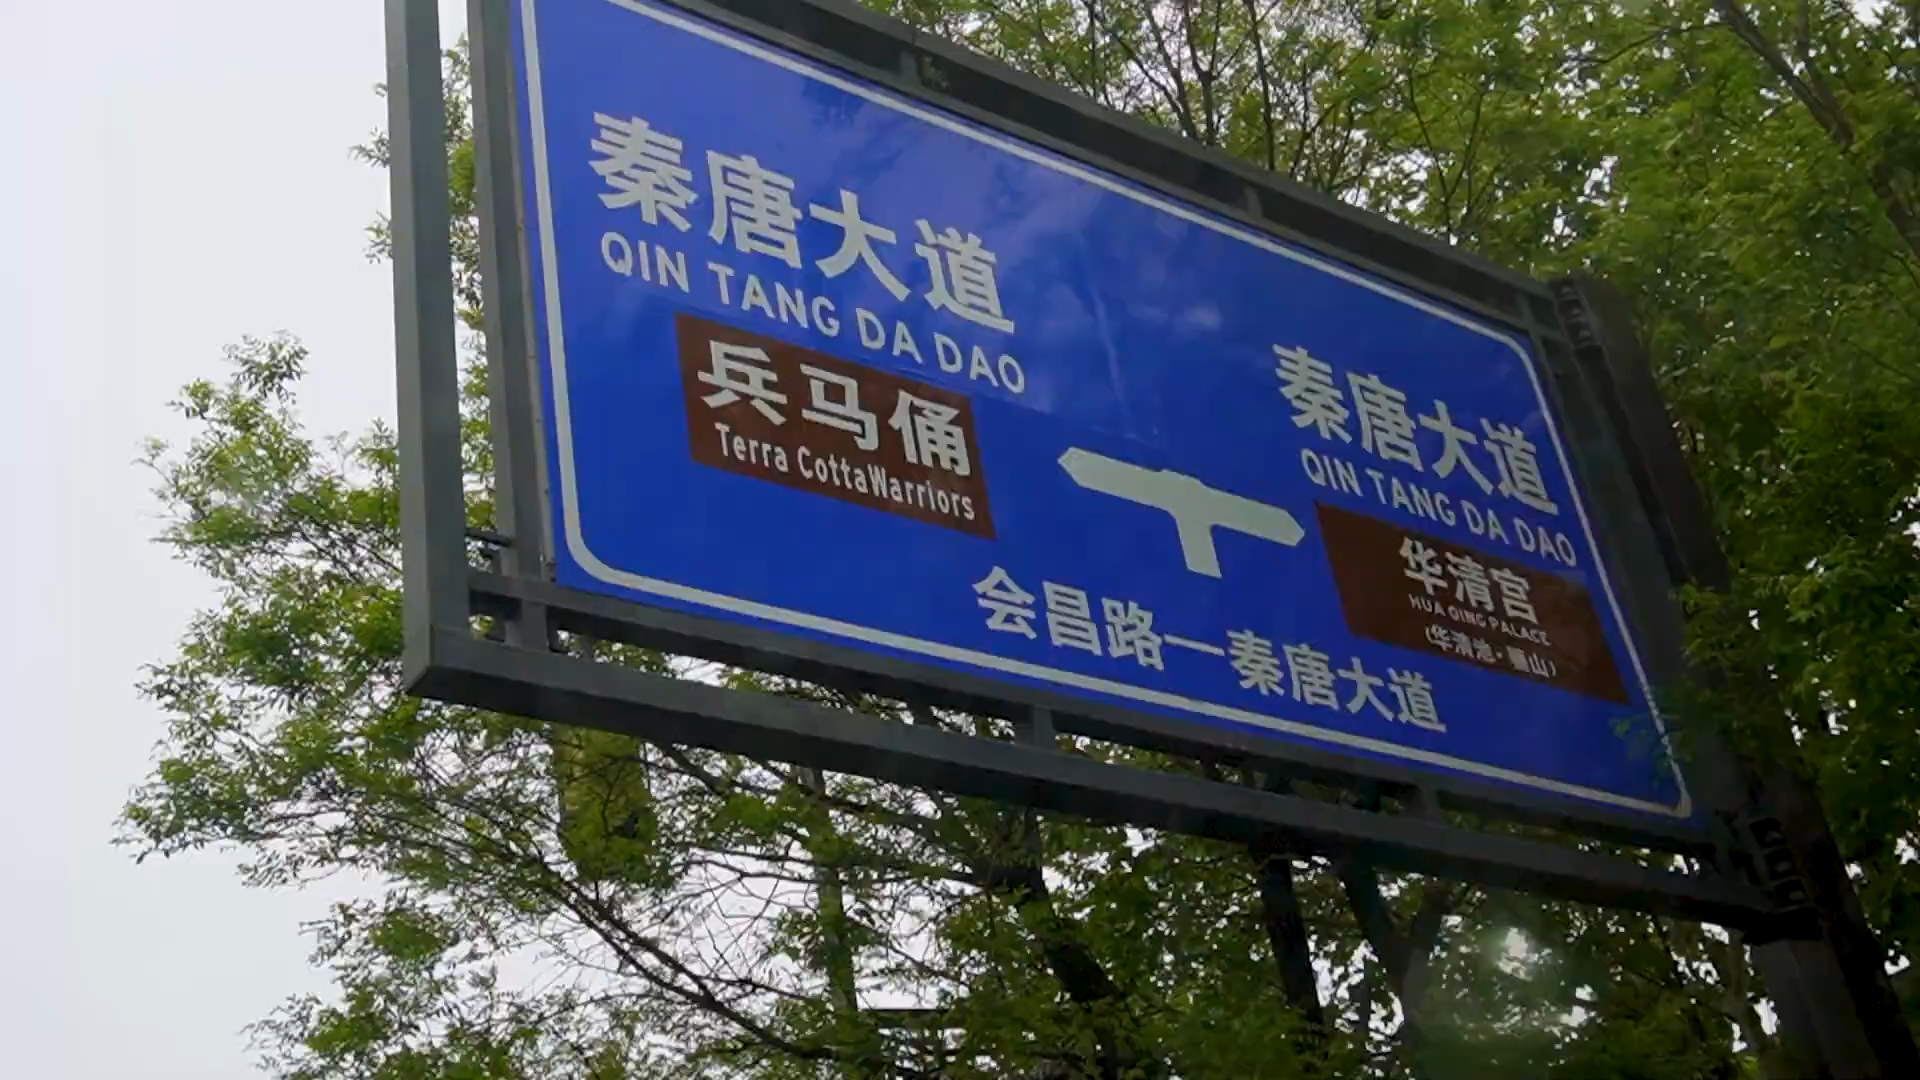 秦唐大道
QIN TANG DA DAO
兵马俑
Terra CottaWarriors
秦唐大道
QIN TANG DA DAO
华清宫
HUA QING PALACE
(华清池·骊山)
会昌路—秦唐大道